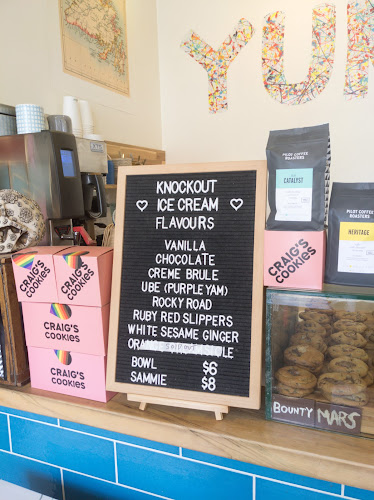 YUM
KNOCKOUT
ICE CREAM
FLAVOURS
VANILLA
CHOCOLATE
CREME BRULE
UBE (PURPLE YAM)
ROCKY ROAD
RUBY RED SLIPPERS
WHITE SESAME GINGER
Sold out
BOWL $6
SAMMIE $8
CRAIG'S
COOKIES
CRAIG'S
COOKIES
CRAIG'S
COOKIES
CRAIG'S
COOKIES
PILOT COFFEE
ROASTERS
CATALYST
CRAIG'S
COOKIES
PILOT COFFEE
ROASTERS
HERITAGE
BOUNTY MARS